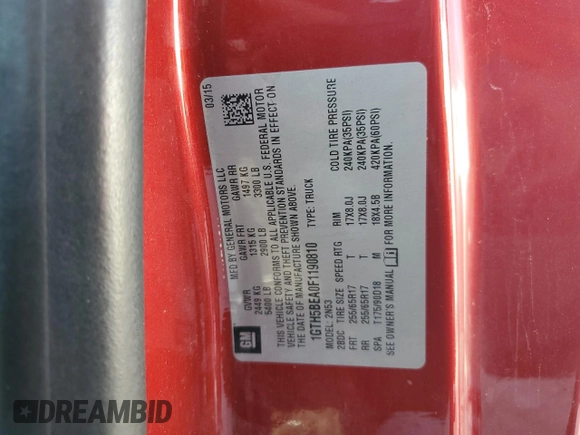 MFD BY GENERAL MOTORS LLC
03/15
GVWR GAWR FRT GAWR RR
2449 KG 1315 KG 1497 KG
5400 LB 2900 LB 3300 LB
THIS VEHICLE CONFORMS TO ALL APPLICABLE U.S. FEDERAL MOTOR
VEHICLE SAFETY AND THEFT PREVENTION STANDARDS IN EFFECT ON
THE DATE OF MANUFACTURE SHOWN ABOVE.
GM
1GTH5BEA0F1190810 TYPE: TRUCK
MODEL: 2N53
2BDC TIRE SIZE SPEED RTG RIM COLD TIRE PRESSURE
FRT 255/65R17 T 17X8.0J 240KPA(35PSI)
RR 255/65R17 T 17X8.0J 240KPA(35PSI)
SPA T175/90D18 M 18X4.5B 420KPA(60PSI)
SEE OWNER'S MANUAL FOR MORE INFORMATION.
DREAMBID